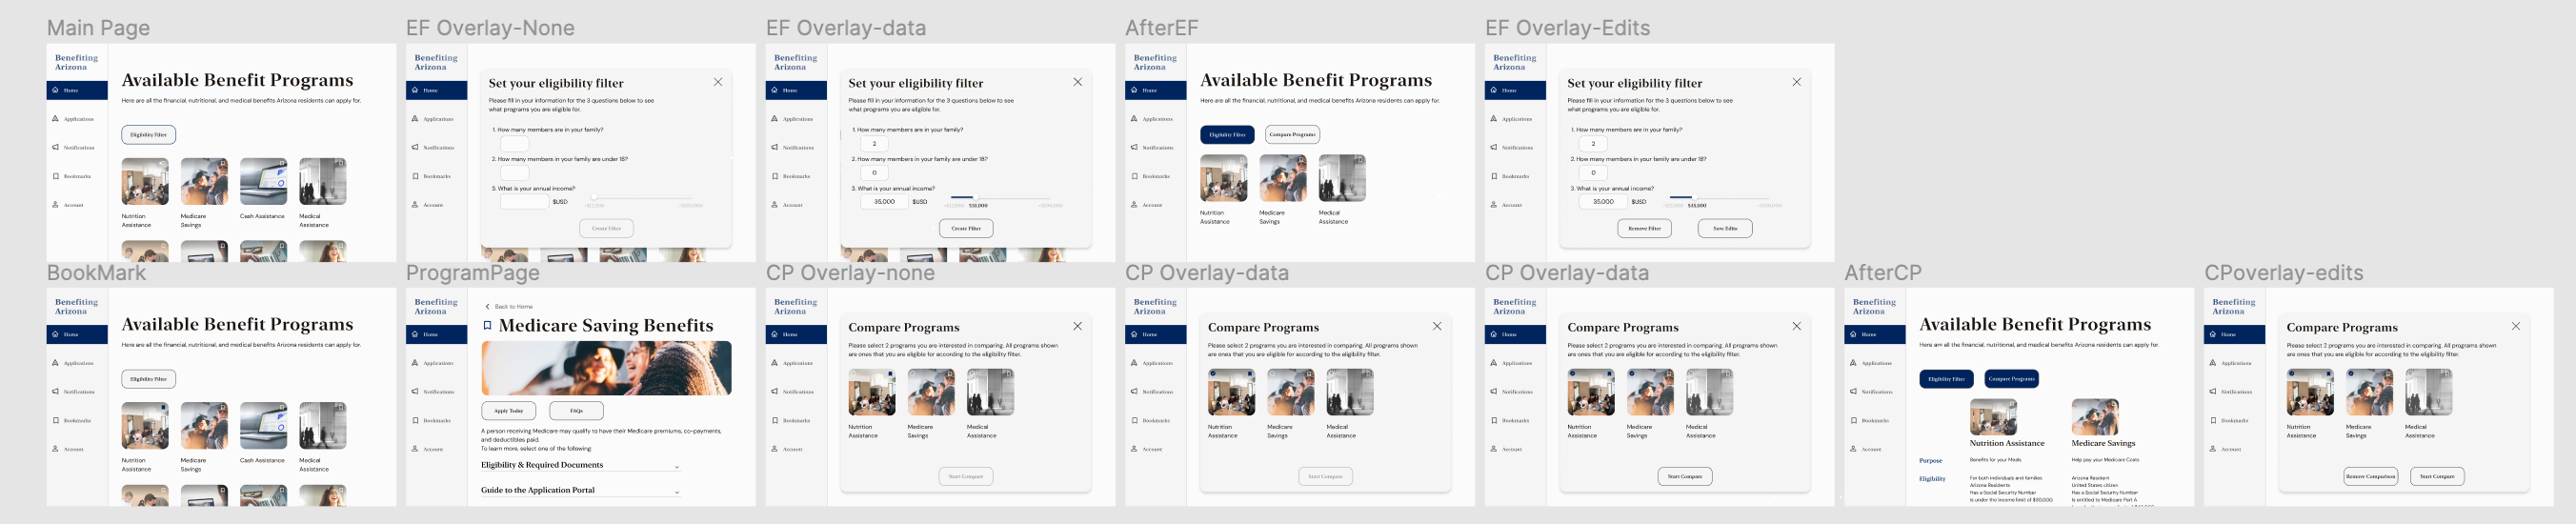 Main Page
Benefiting
Arizona
Home
Applications
Notifications
Bookmarks
Account
Available Benefit Programs
Here are all the financial, nutritional, and medical benefits Arizona residents can apply for.
Eligibility Filter
Nutrition
Assistance
Medicare
Savings
Cash Assistance
Medical
Assistance
EF Overlay-None
Benefiting
Arizona
Home
Applications
Notifications
Bookmarks
Account
Set your eligibility filter
Please fill in your information for the 3 questions below to see
what programs you are eligible for.
1. How many members are in your family?
2. How many members in your family are under 18?
3. What is your annual income?
$USD
Create Filter
EF Overlay-data
Benefiting
Arizona
Home
Applications
Notifications
Bookmarks
Account
Set your eligibility filter
Please fill in your information for the 3 questions below to see
what programs you are eligible for.
1. How many members are in your family?
2
2. How many members in your family are under 18?
0
3. What is your annual income?
35,000 $USD
$35,000
Create Filter
AfterEF
Benefiting
Arizona
Home
Applications
Notifications
Bookmarks
Account
Available Benefit Programs
Here are all the financial, nutritional, and medical benefits Arizona residents can apply for.
Eligibility Filter
Compare Programs
Nutrition
Assistance
Medicare
Savings
Medical
Assistance
EF Overlay-Edits
Benefiting
Arizona
Home
Applications
Notifications
Bookmarks
Account
Set your eligibility filter
Please fill in your information for the 3 questions below to see
what programs you are eligible for.
1. How many members are in your family?
2
2. How many members in your family are under 18?
0
3. What is your annual income?
35,000 $USD
$35,000
Remove Filter
Save Edits
BookMark
Benefiting
Arizona
Home
Applications
Notifications
Bookmarks
Account
Available Benefit Programs
Here are all the financial, nutritional, and medical benefits Arizona residents can apply for.
Eligibility Filter
Nutrition
Assistance
Medicare
Savings
Cash Assistance
Medical
Assistance
ProgramPage
Benefiting
Arizona
Home
Applications
Notifications
Bookmarks
Account
Back to Home
Medicare Saving Benefits
Apply Today
FAQs
A person receiving Medicare may qualify to have their Medicare premiums, co-payments,
and deductibles paid.
To learn more, select one of the following:
Eligibility & Required Documents
Guide to the Application Portal
CP Overlay-none
Benefiting
Arizona
Home
Applications
Notifications
Bookmarks
Account
Compare Programs
Please select 2 programs you are interested in comparing. All programs shown
are ones that you are eligible for according to the eligibility filter.
Nutrition
Assistance
Medicare
Savings
Medical
Assistance
Start Compare
CP Overlay-data
Benefiting
Arizona
Home
Applications
Notifications
Bookmarks
Account
Compare Programs
Please select 2 programs you are interested in comparing. All programs shown
are ones that you are eligible for according to the eligibility filter.
Nutrition
Assistance
Medicare
Savings
Medical
Assistance
Start Compare
CP Overlay-data
Benefiting
Arizona
Home
Applications
Notifications
Bookmarks
Account
Compare Programs
Please select 2 programs you are interested in comparing. All programs shown
are ones that you are eligible for according to the eligibility filter.
Nutrition
Assistance
Medicare
Savings
Medical
Assistance
Start Compare
AfterCP
Benefiting
Arizona
Home
Applications
Notifications
Bookmarks
Account
Available Benefit Programs
Here are all the financial, nutritional, and medical benefits Arizona residents can apply for.
Eligibility Filter
Compare Programs
Nutrition Assistance
Medicare Savings
Purpose
Benefits for your Meals
Help pay your Medicare Costs
Eligibility
For both individuals and families
Arizona Residents
Has a Social Security Number
Is under the income limit of
Arizona Resident
United States citizen
Has a Social Security Number
Is entitled to Medicare Part A
CPoverlay-edits
Benefiting
Arizona
Home
Applications
Notifications
Bookmarks
Account
Compare Programs
Please select 2 programs you are interested in comparing. All programs shown
are ones that you are eligible for according to the eligibility filter.
Nutrition
Assistance
Medicare
Savings
Medical
Assistance
Remove Comparison
Start Compare